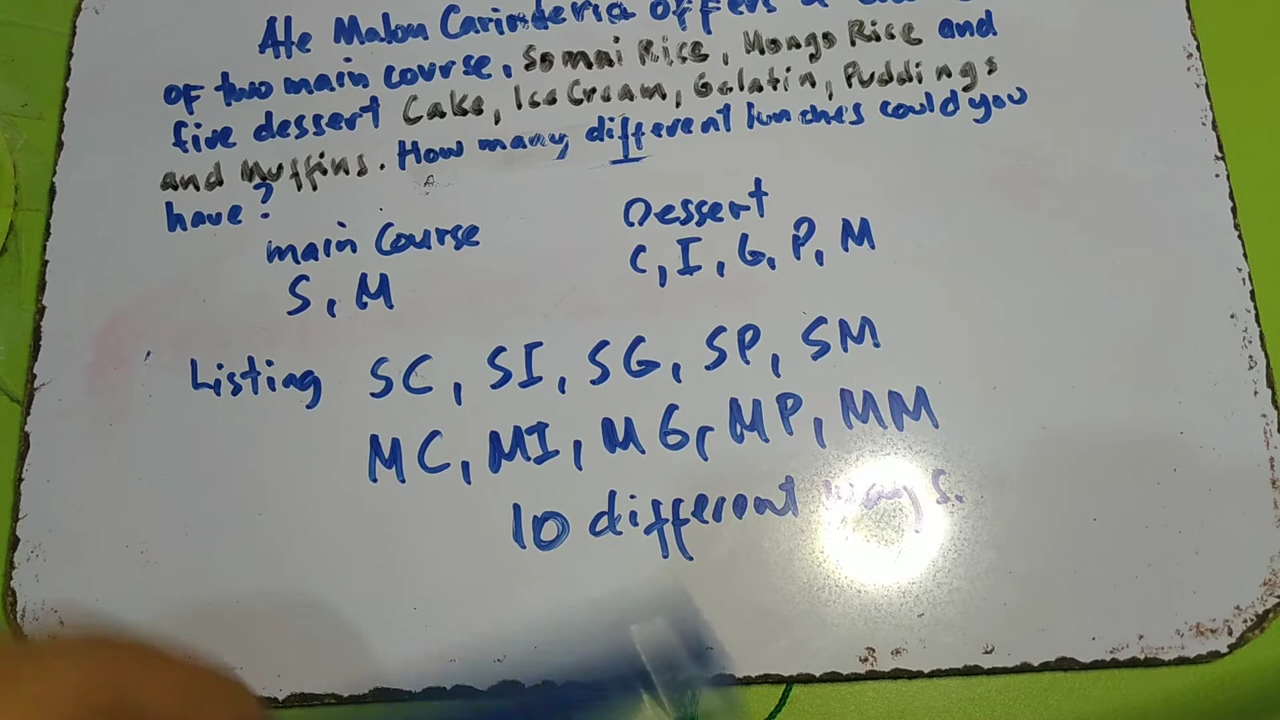 Ate Malou Carinderia offers a
of two main course, Somai Rice, Mongo Rice and
five dessert Cake, Ice Cream, Gelatin, Puddings
and Muffins. How many different lunches could you
have?
main Course
S, M
Dessert
C, I, G, P, M
Listing SC, SI, SG, SP, SM
MC, MI, MG, MP, MM
10 different ways.